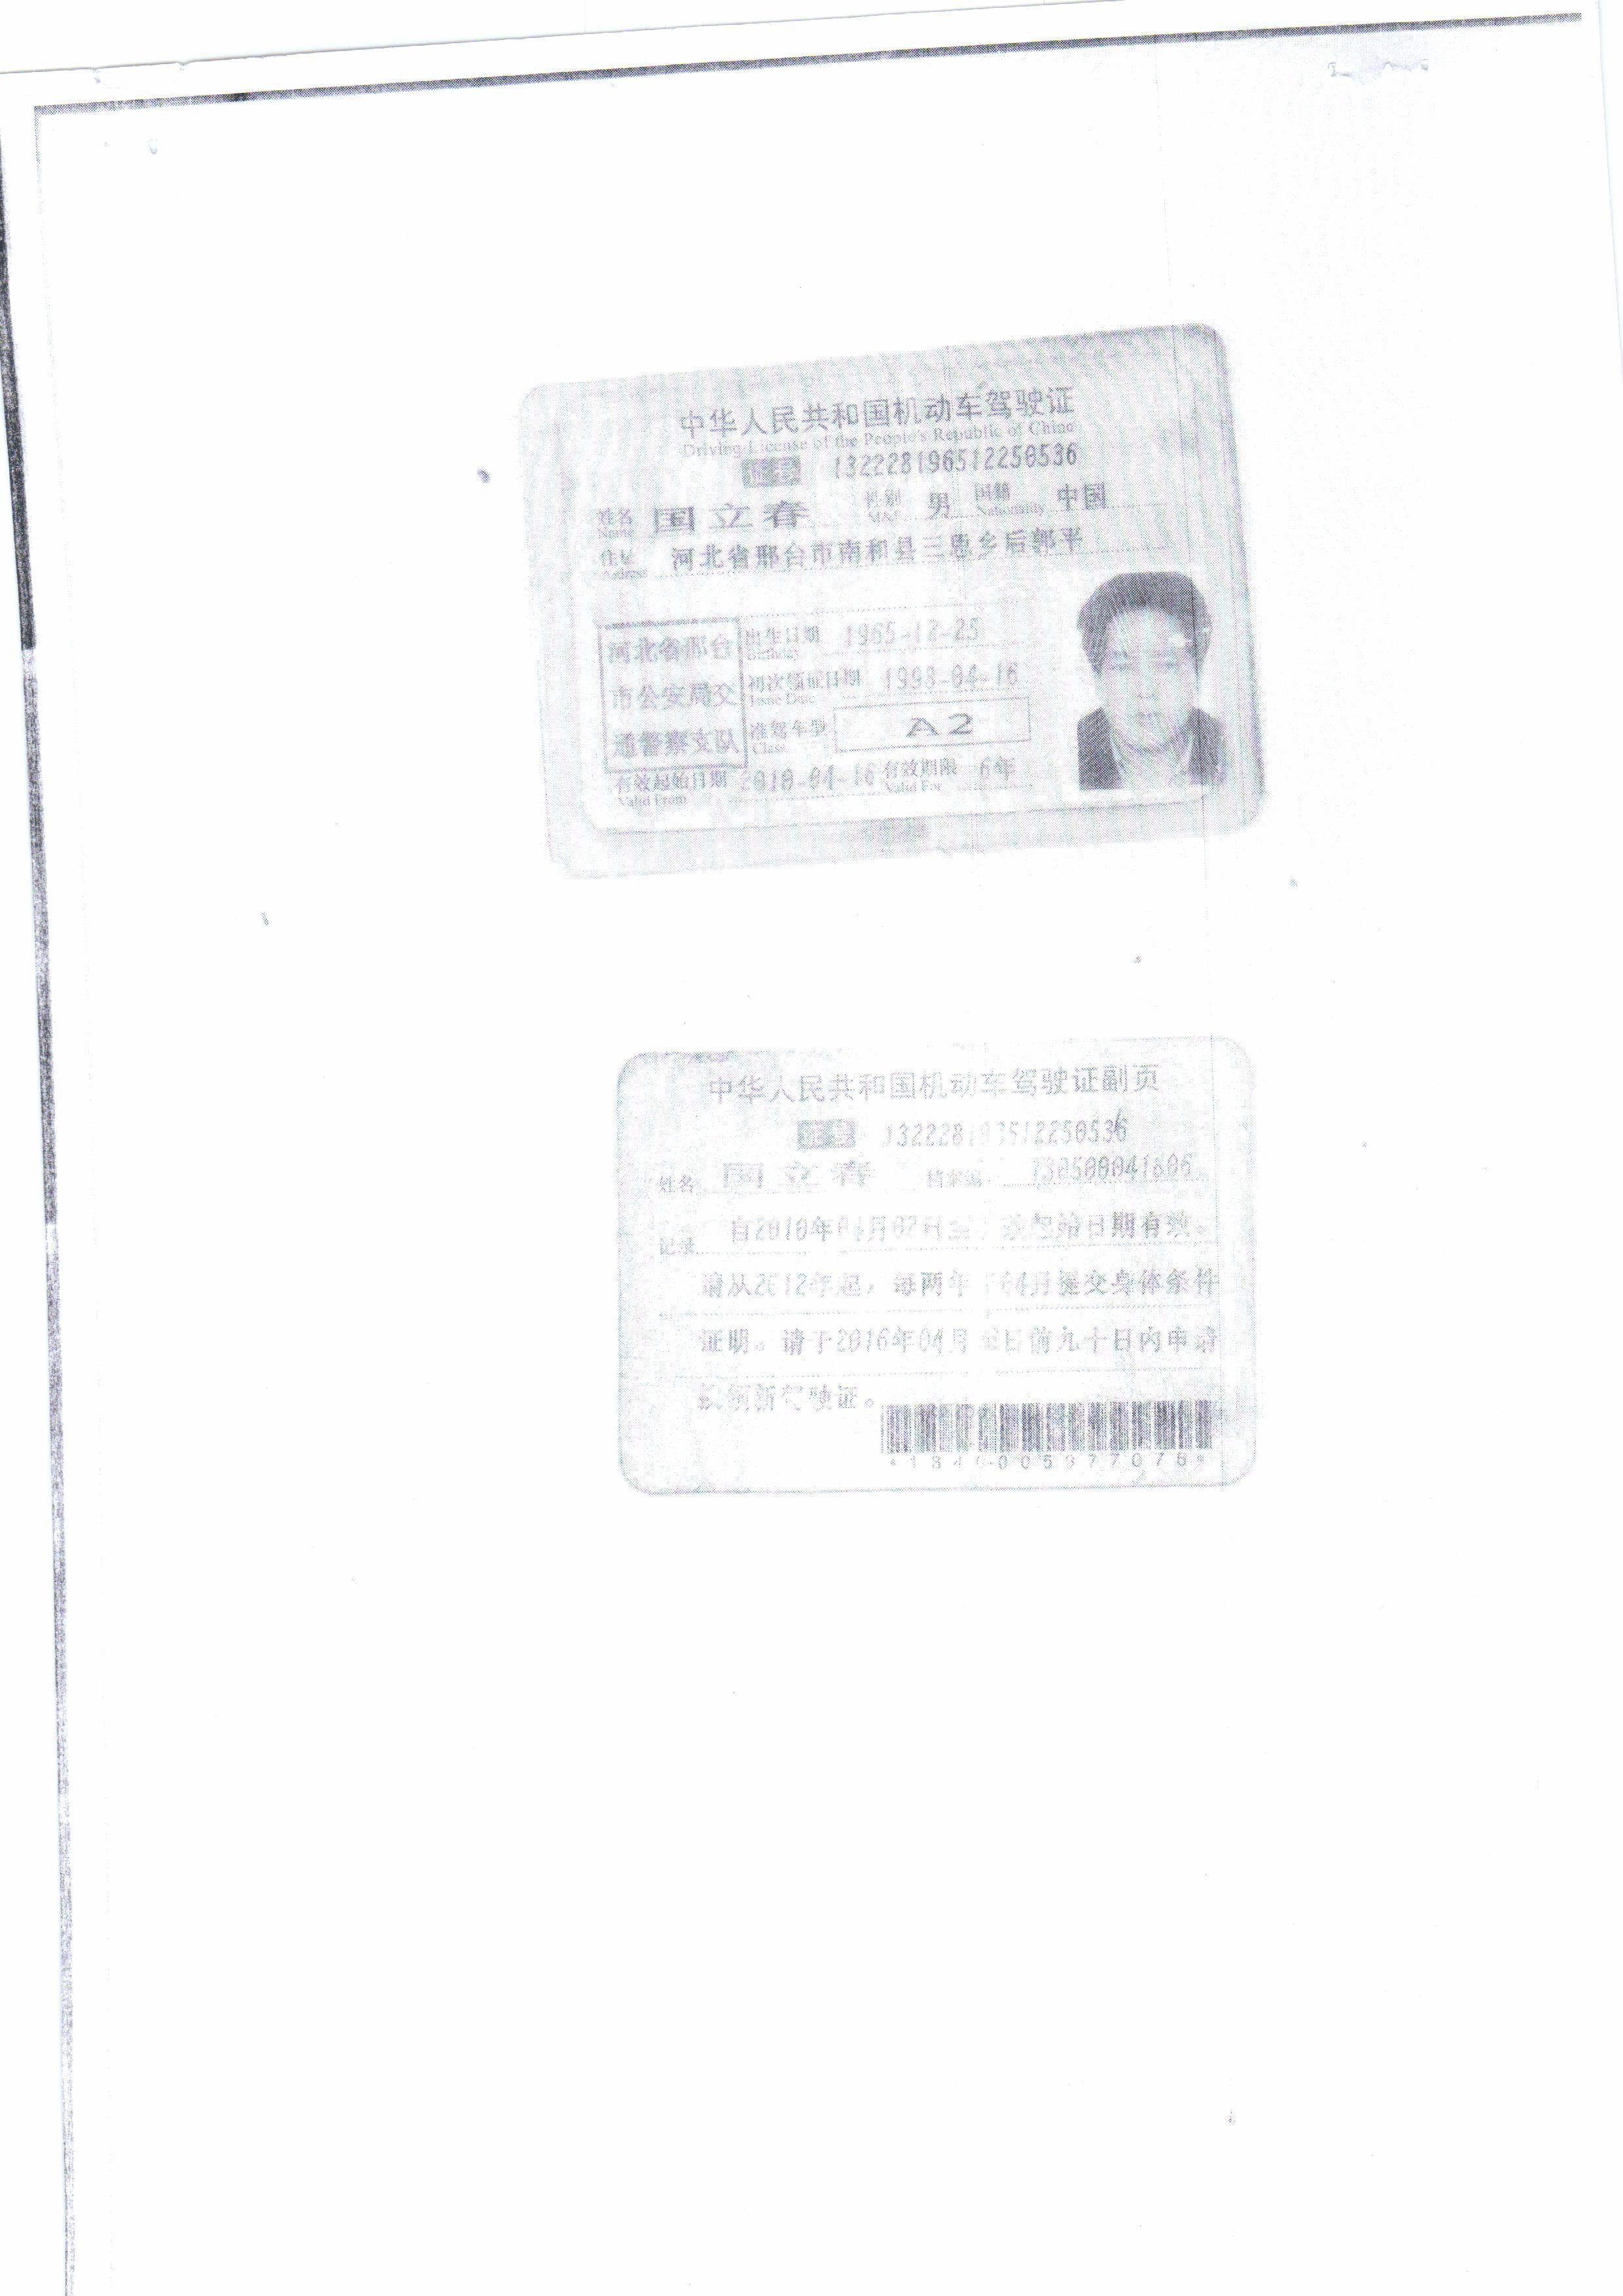 中华人民共和国机动车驾驶证
Driving License of the People's Republic of China
证号 132228196512250536
姓名 国立春 性别 男 国籍 中国
Name M&F Nationality
住址 河北省邢台市南和县三思乡后郭平
Address
河北省邢台
市公安局交
通警察支队
出生日期 1965-12-25
Birthday
初次领证日期 1993-04-16
Issue Date
准驾车型 A2
Class
有效起始日期 2010-04-16 有效期限 6年
Valid From Valid For
中华人民共和国机动车驾驶证副页
证号 132228 512250536
姓名 国立春 档案编 130500041606
记录 自2010年04月02日至 效起始日期有效。
请从2012年起,每两年 04月提交身体条件
证明。请于2016年04月 日前九十日内申请
换领新驾驶证。